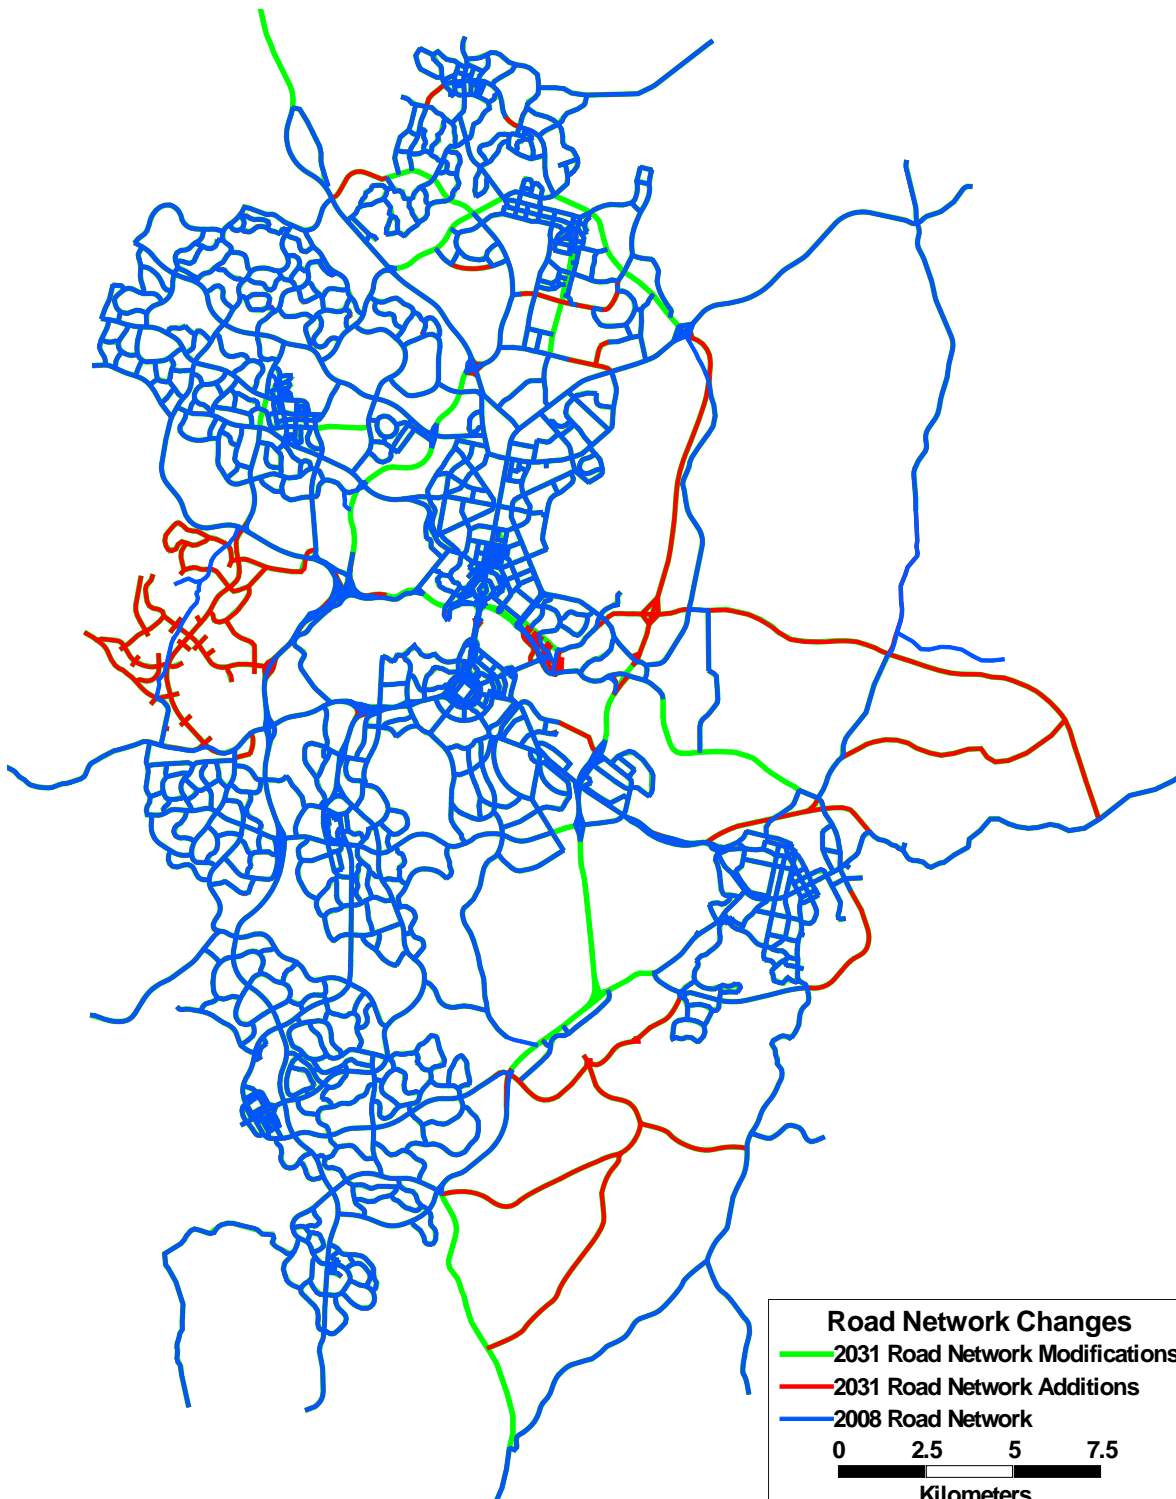 Road Network Changes
2031 Road Network Modifications
2031 Road Network Additions
2008 Road Network
0 2.5 5 7.5
Kilometers